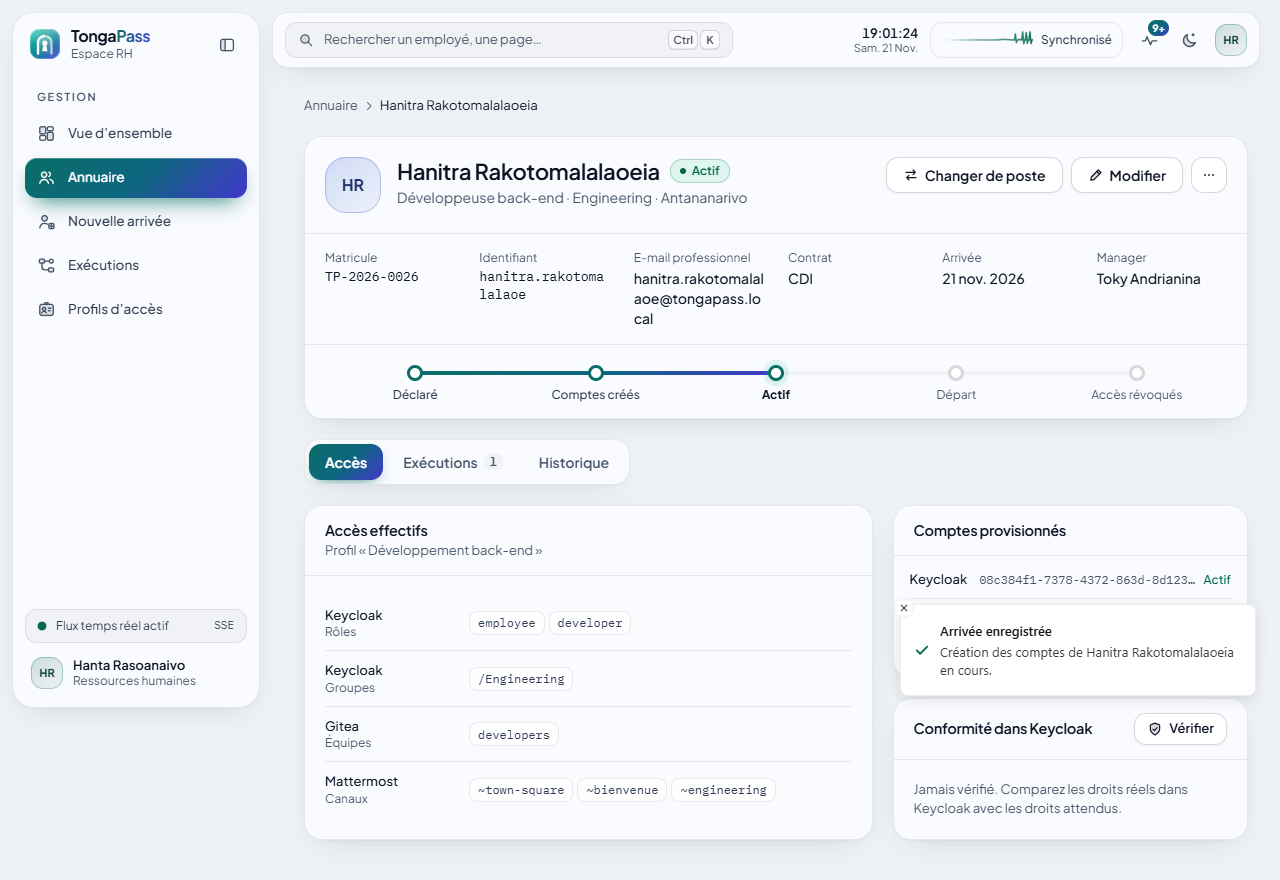 TongaPass
Espace RH
GESTION
Vue d'ensemble
Annuaire
Nouvelle arrivée
Exécutions
Profils d'accès
Flux temps réel actif SSE
HR Hanta Rasoanaivo
Ressources humaines
Rechercher un employé, une page... Ctrl K
19:01:24
Sam. 21 Nov.
Synchronisé
9+
HR
Annuaire > Hanitra Rakotomalalaoeia
HR
Hanitra Rakotomalalaoeia Actif
Développeuse back-end · Engineering · Antananarivo
Changer de poste Modifier ...
Matricule
TP-2026-0026
Identifiant
hanitra.rakotoma
lalaoe
E-mail professionnel
hanitra.rakotomalal
aoe@tongapass.lo
cal
Contrat
CDI
Arrivée
21 nov. 2026
Manager
Toky Andrianina
Déclaré Comptes créés Actif Départ Accès révoqués
Accès Exécutions 1 Historique
Accès effectifs
Profil « Développement back-end »
Keycloak
Rôles
employee developer
Keycloak
Groupes
/Engineering
Gitea
Équipes
developers
Mattermost
Canaux
~town-square ~bienvenue ~engineering
Comptes provisionnés
Keycloak 08c384f1-7378-4372-863d-8d123… Actif
Arrivée enregistrée
Création des comptes de Hanitra Rakotomalalaoeia
en cours.
Conformité dans Keycloak Vérifier
Jamais vérifié. Comparez les droits réels dans
Keycloak avec les droits attendus.